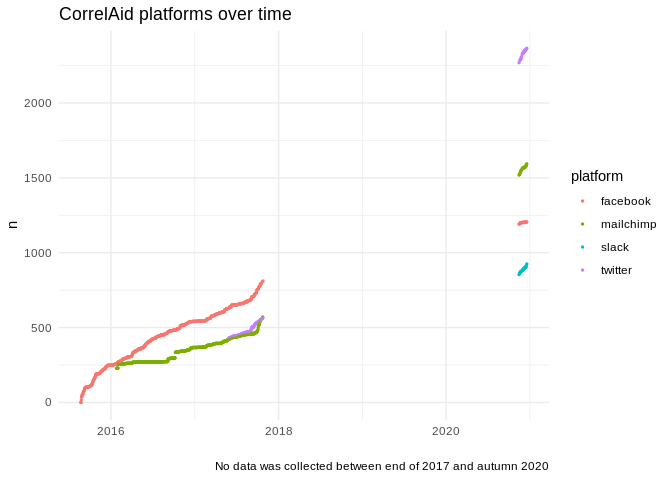 CorrelAid platforms over time
2000
1500
1000
500
0
n
2016
2018
2020
platform
facebook
mailchimp
slack
twitter
No data was collected between end of 2017 and autumn 2020